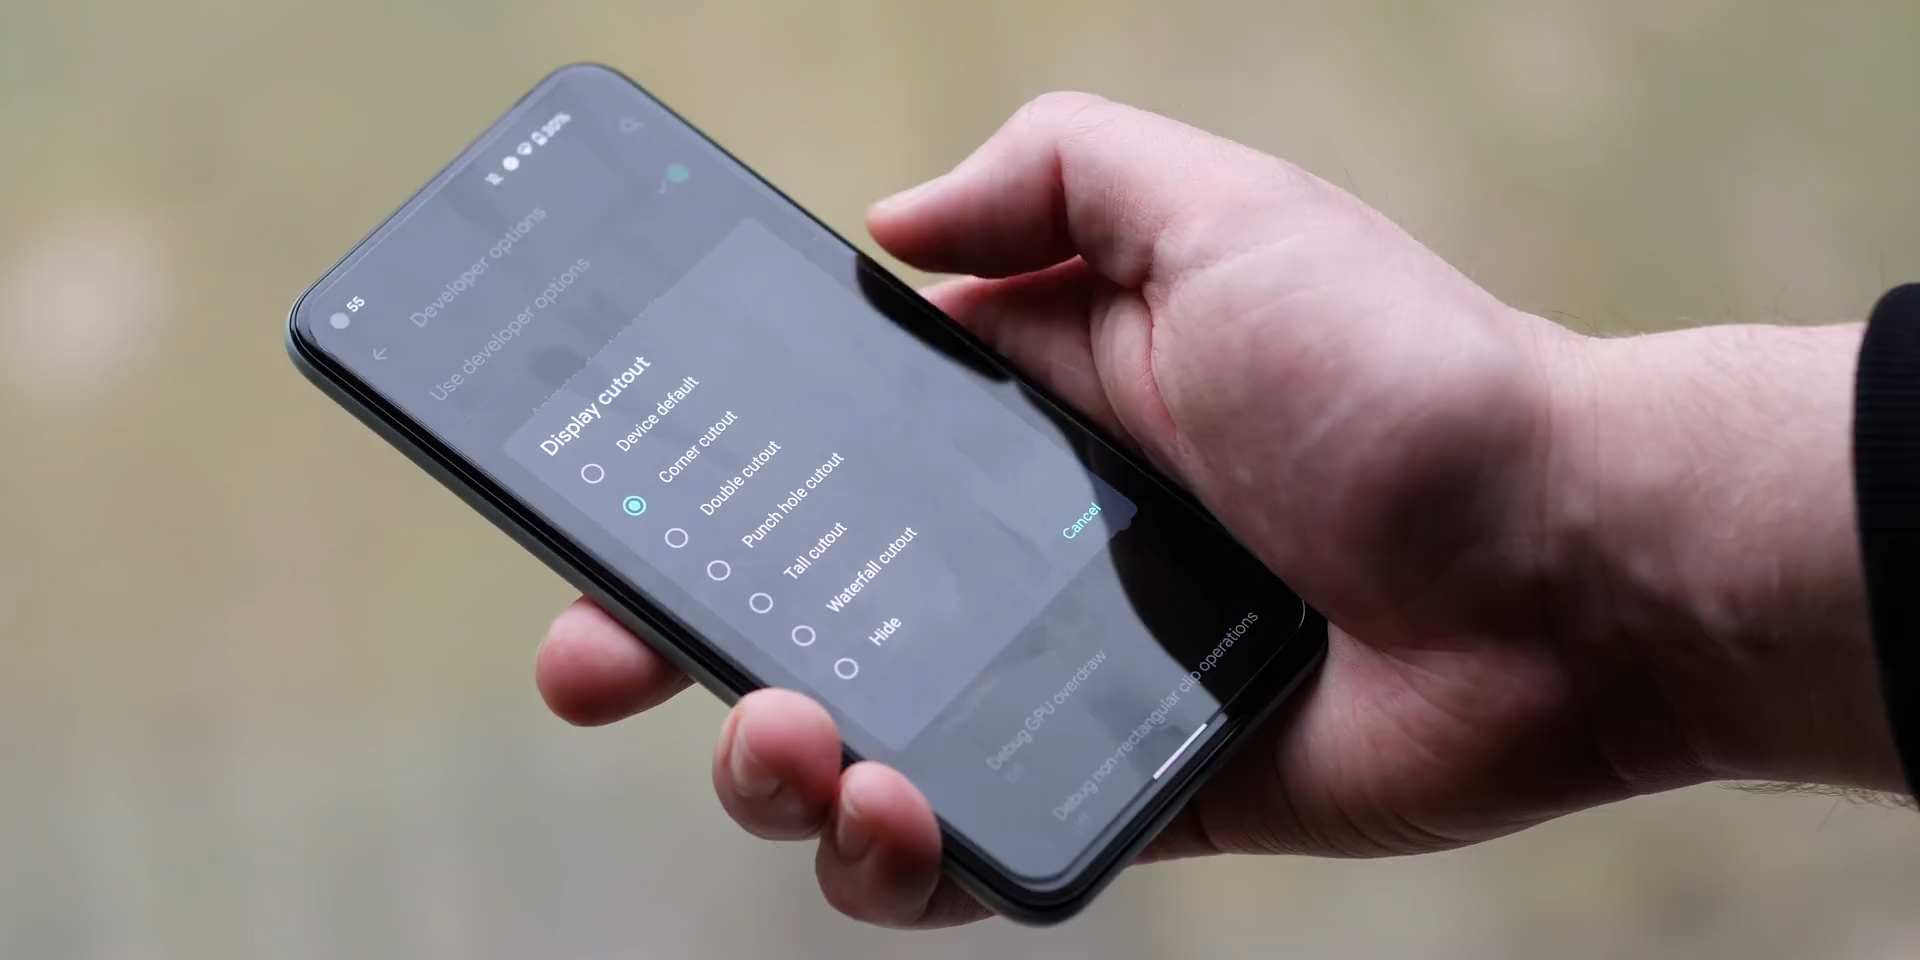 55
30%
Developer options
Use developer options
Display cutout
Device default
Corner cutout
Double cutout
Punch hole cutout
Tall cutout
Waterfall cutout
Hide
Cancel
Debug GPU overdraw
Debug non-rectangular clip operations